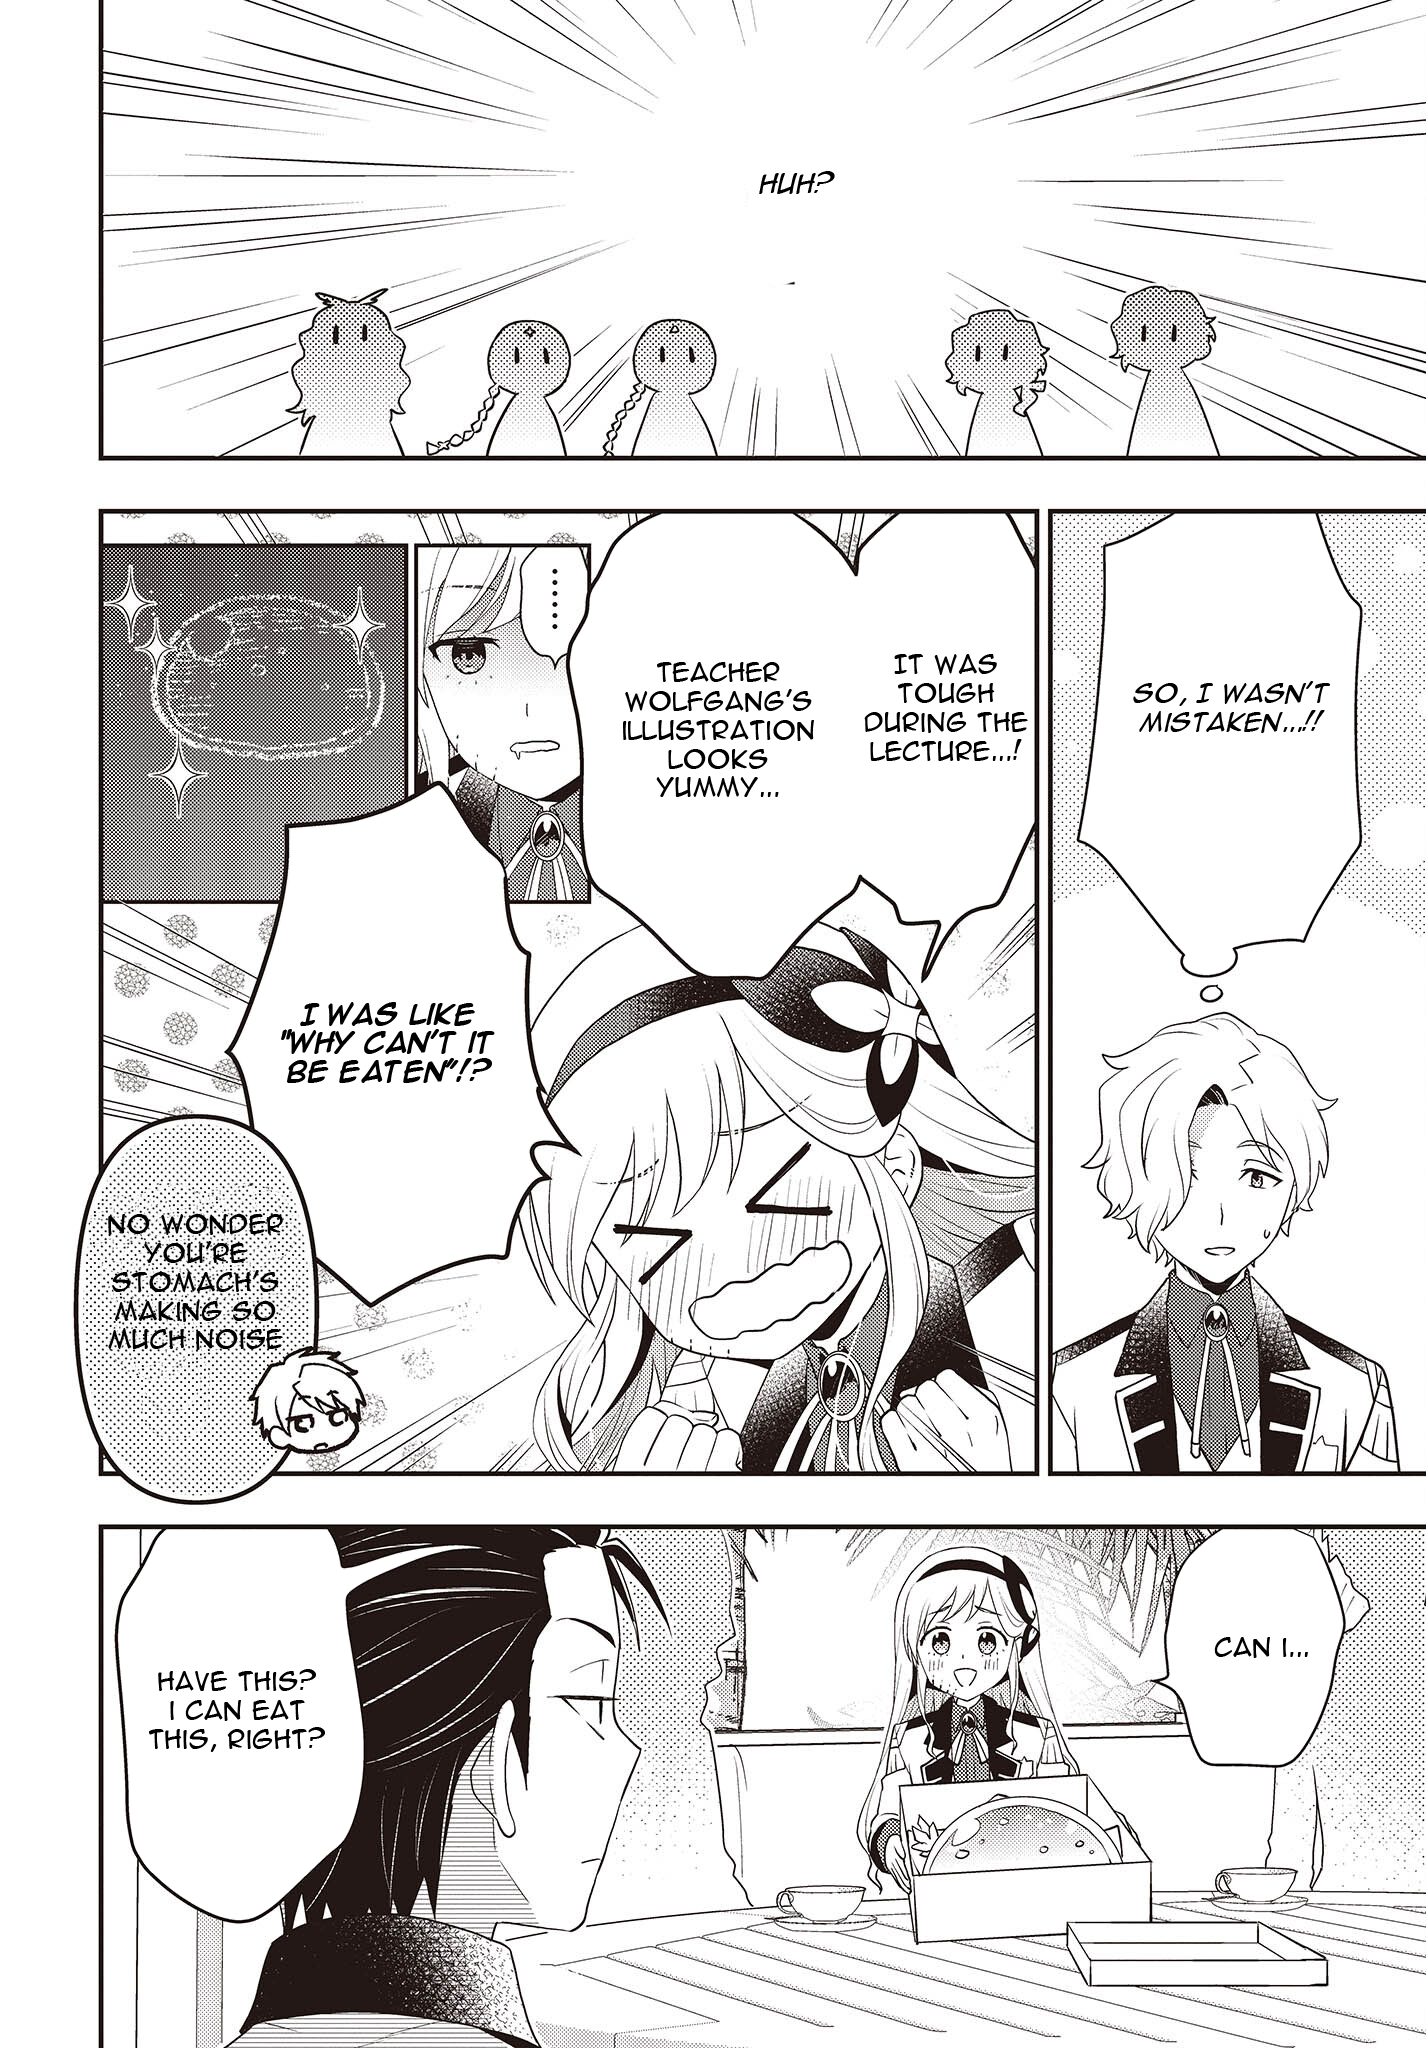 HUH?
SO, I WASN'T
MISTAKEN...!!
IT WAS
TOUGH
DURING THE
LECTURE...!
TEACHER
WOLFGANG'S
ILLUSTRATION
LOOKS
YUMMY...
......
I WAS LIKE
"WHY CAN'T IT
BE EATEN"!?
NO WONDER
YOU'RE
STOMACH'S
MAKING SO
MUCH NOISE
CAN I...
HAVE THIS?
I CAN EAT
THIS, RIGHT?